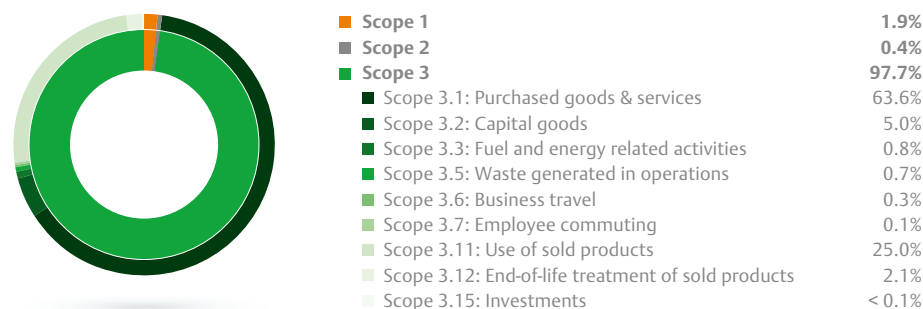 Scope 1 1.9%
Scope 2 0.4%
Scope 3 97.7%
Scope 3.1: Purchased goods & services 63.6%
Scope 3.2: Capital goods 5.0%
Scope 3.3: Fuel and energy related activities 0.8%
Scope 3.5: Waste generated in operations 0.7%
Scope 3.6: Business travel 0.3%
Scope 3.7: Employee commuting 0.1%
Scope 3.11: Use of sold products 25.0%
Scope 3.12: End-of-life treatment of sold products 2.1%
Scope 3.15: Investments < 0.1%